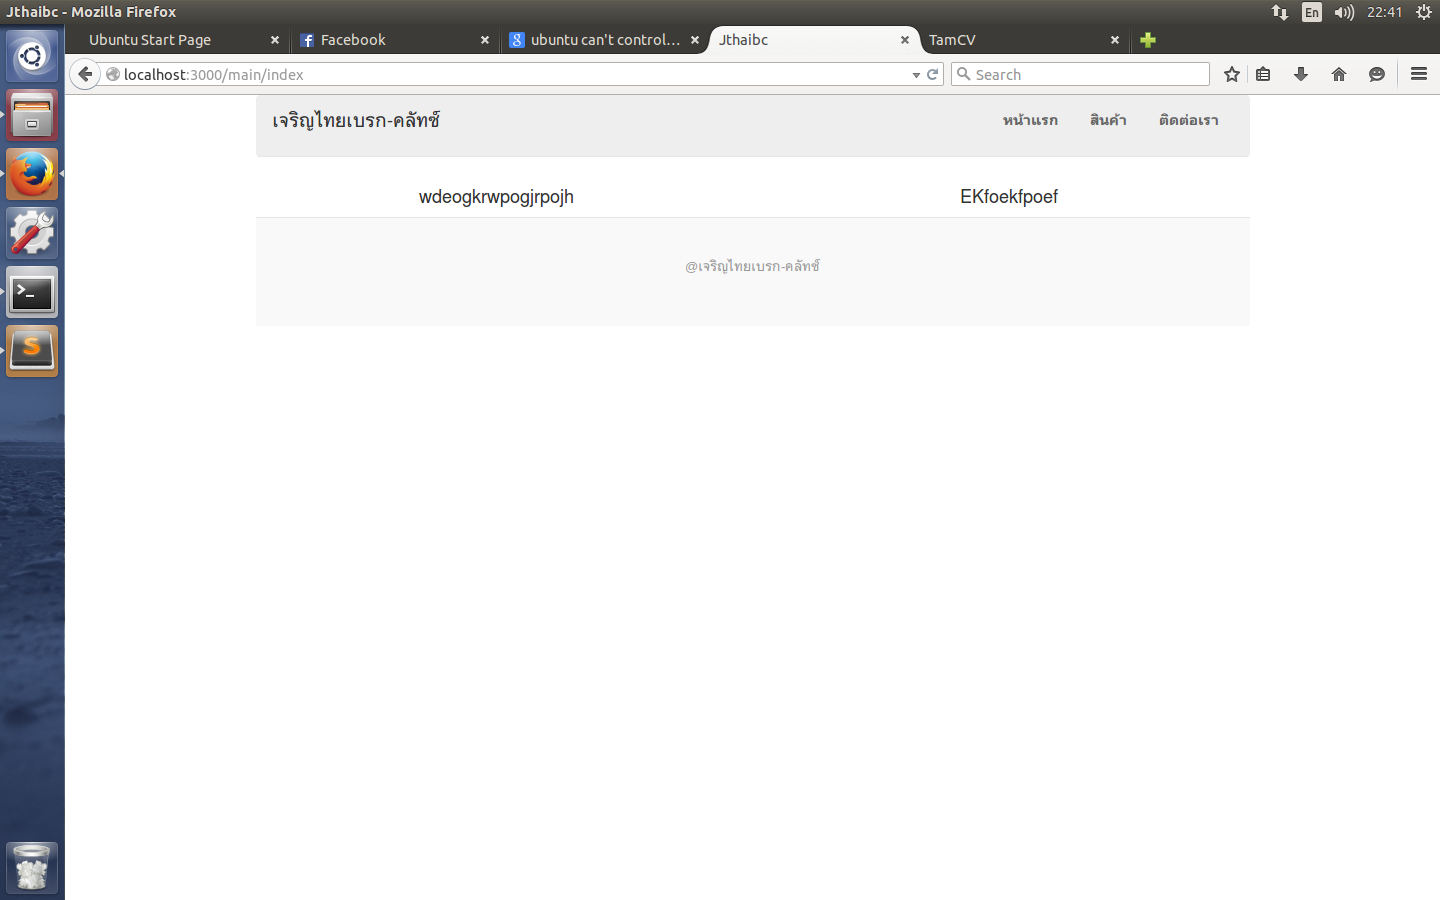 Jthaibc - Mozilla Firefox
En
22:41
Ubuntu Start Page
Facebook
ubuntu can't control...
Jthaibc
TamCV
localhost:3000/main/index
Search
เจริญไทยเบรก-คลัทช์
หน้าแรก
สินค้า
ติดต่อเรา
wdeogkrwpogjrpojh
EKfoekfpoef
@เจริญไทยเบรก-คลัทช์